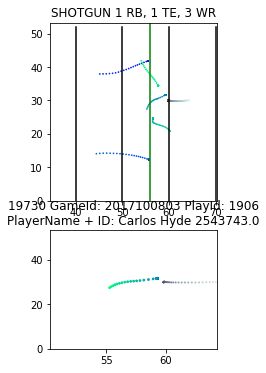 SHOTGUN 1 RB, 1 TE, 3 WR
50
40
30
20
10
0
40 50 60 70
19730 GameId: 2017100803 PlayId: 1906
PlayerName + ID: Carlos Hyde 2543743.0
40
20
0
55 60